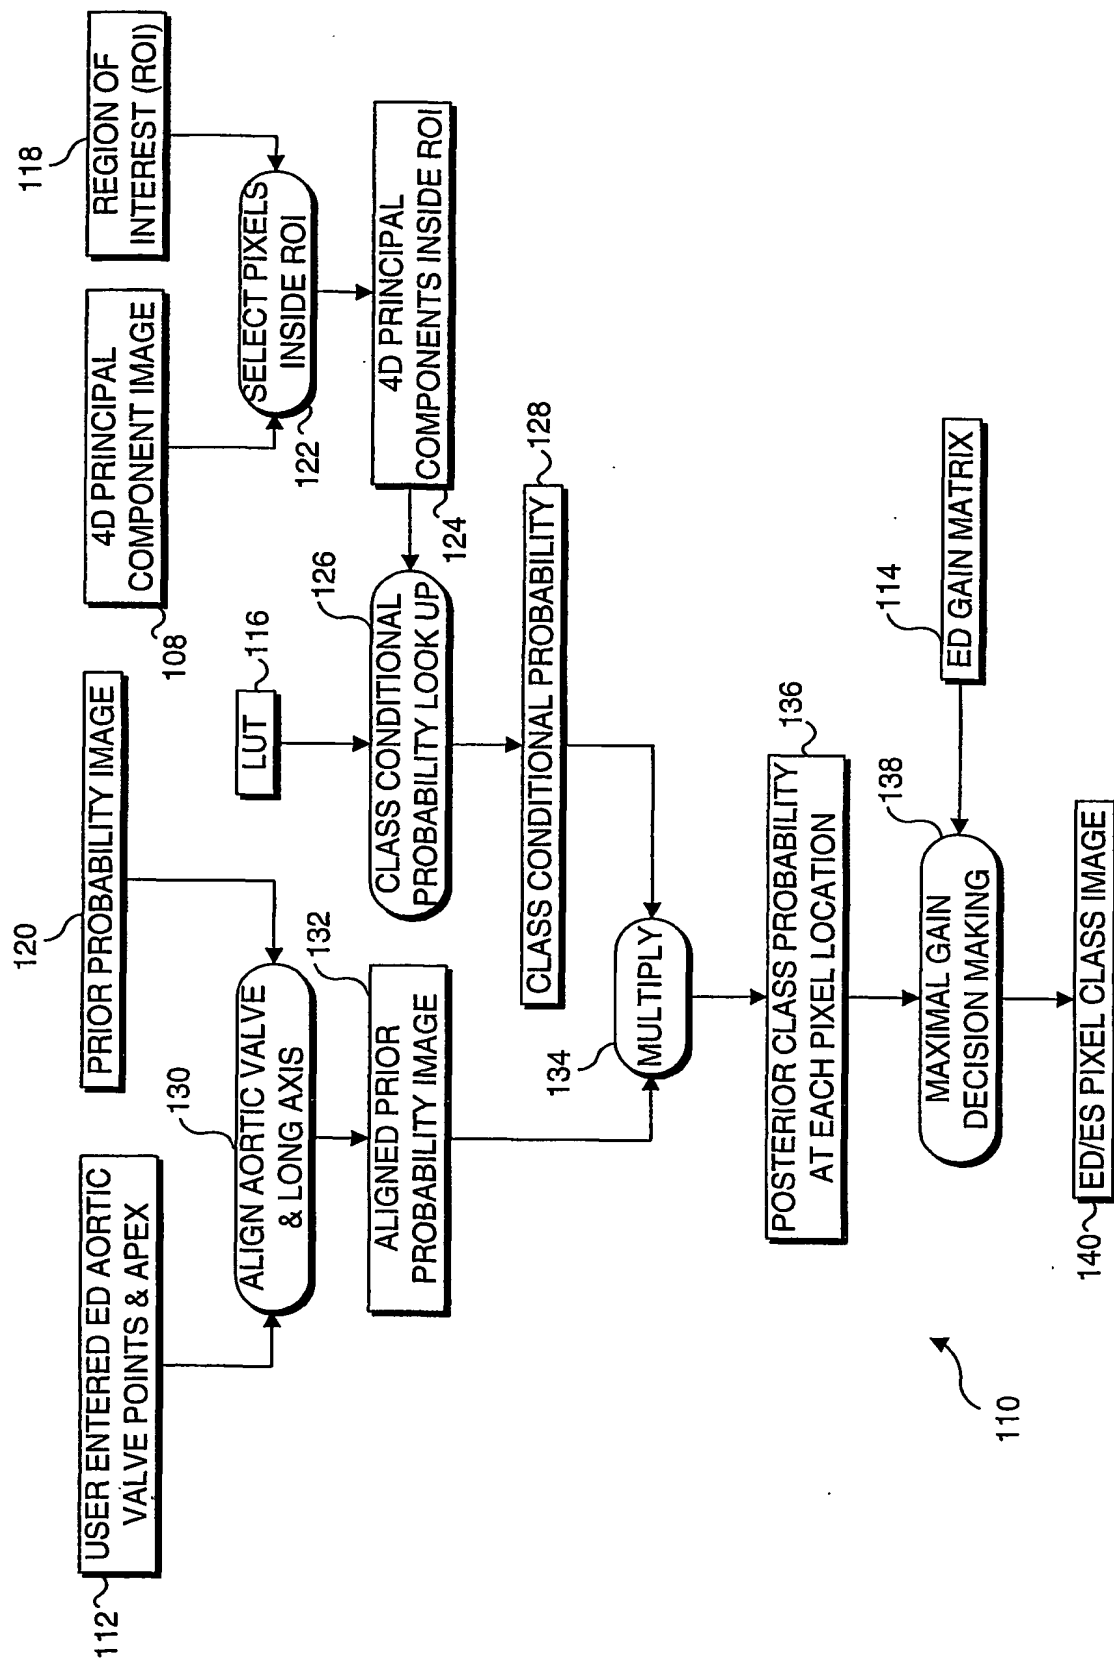 112
USER ENTERED ED AORTIC
VALVE POINTS & APEX
120
PRIOR PROBABILITY IMAGE
108
4D PRINCIPAL
COMPONENT IMAGE
118
REGION OF
INTEREST (ROI)
130
ALIGN AORTIC VALVE
& LONG AXIS
LUT
116
122
SELECT PIXELS
INSIDE ROI
132
ALIGNED PRIOR
PROBABILITY IMAGE
126
CLASS CONDITIONAL
PROBABILITY LOOK UP
124
4D PRINCIPAL
COMPONENTS INSIDE ROI
CLASS CONDITIONAL PROBABILITY
128
134
MULTIPLY
POSTERIOR CLASS PROBABILITY
AT EACH PIXEL LOCATION
136
138
MAXIMAL GAIN
DECISION MAKING
114
ED GAIN MATRIX
140
ED/ES PIXEL CLASS IMAGE
110